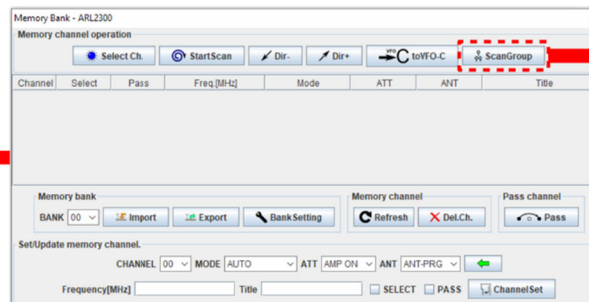 Memory Bank - ARL2300
Memory channel operation
Select Ch. StartScan Dir- Dir+ VFO C toVFO-C ScanGroup
Channel Select Pass Freq.[MHz] Mode ATT ANT Title
Memory bank Memory channel Pass channel
BANK 00 Import Export BankSetting Refresh Del.Ch. Pass
Set/Update memory channel.
CHANNEL 00 MODE AUTO ATT AMP ON ANT ANT-PRG
Frequency[MHz] Title SELECT PASS ChannelSet